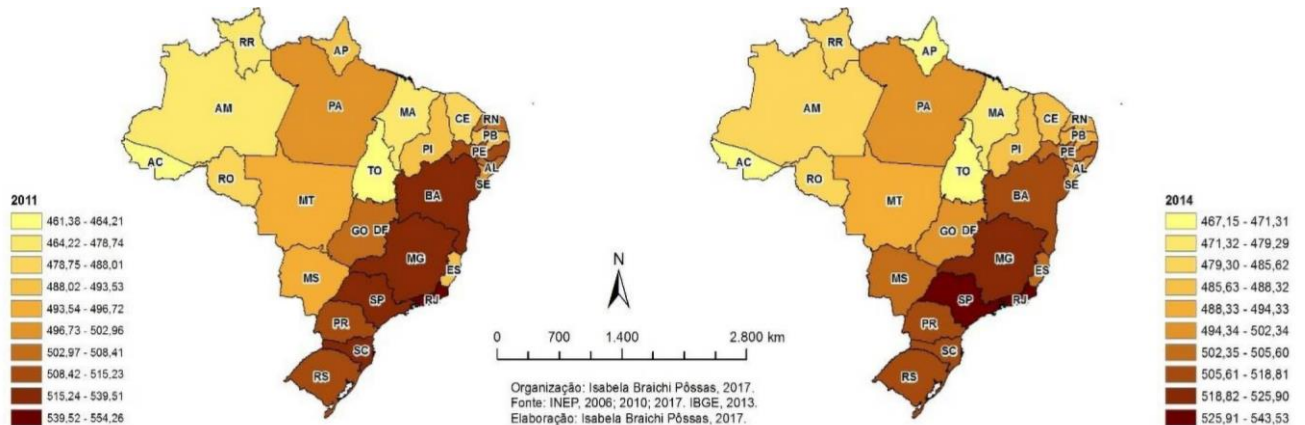 RR
AP
AM
PA
MA
CE
RN
PB
PI
PE
AC
TO
AL
RO
SE
BA
MT
2011
461,38 - 464,21
464,22 - 478,74
478,75 - 488,01
488,02 - 493,53
493,54 - 496,72
496,73 - 502,96
502,97 - 508,41
508,42 - 515,23
515,24 - 539,51
539,52 - 554,26
GO DF
MG
ES
MS
SP
RJ
PR
SC
RS
N
0 700 1.400 2.800 km
Organização: Isabela Braichi Pôssas, 2017.
Fonte: INEP, 2006; 2010; 2017. IBGE, 2013.
Elaboração: Isabela Braichi Pôssas, 2017.
RR
AP
AM
PA
MA
CE
RN
PB
PI
PE
AC
TO
AL
RO
SE
BA
MT
GO DF
MG
ES
MS
SP
RJ
PR
SC
RS
2014
467,15 - 471,31
471,32 - 479,29
479,30 - 485,62
485,63 - 488,32
488,33 - 494,33
494,34 - 502,34
502,35 - 505,60
505,61 - 518,81
518,82 - 525,90
525,91 - 543,53